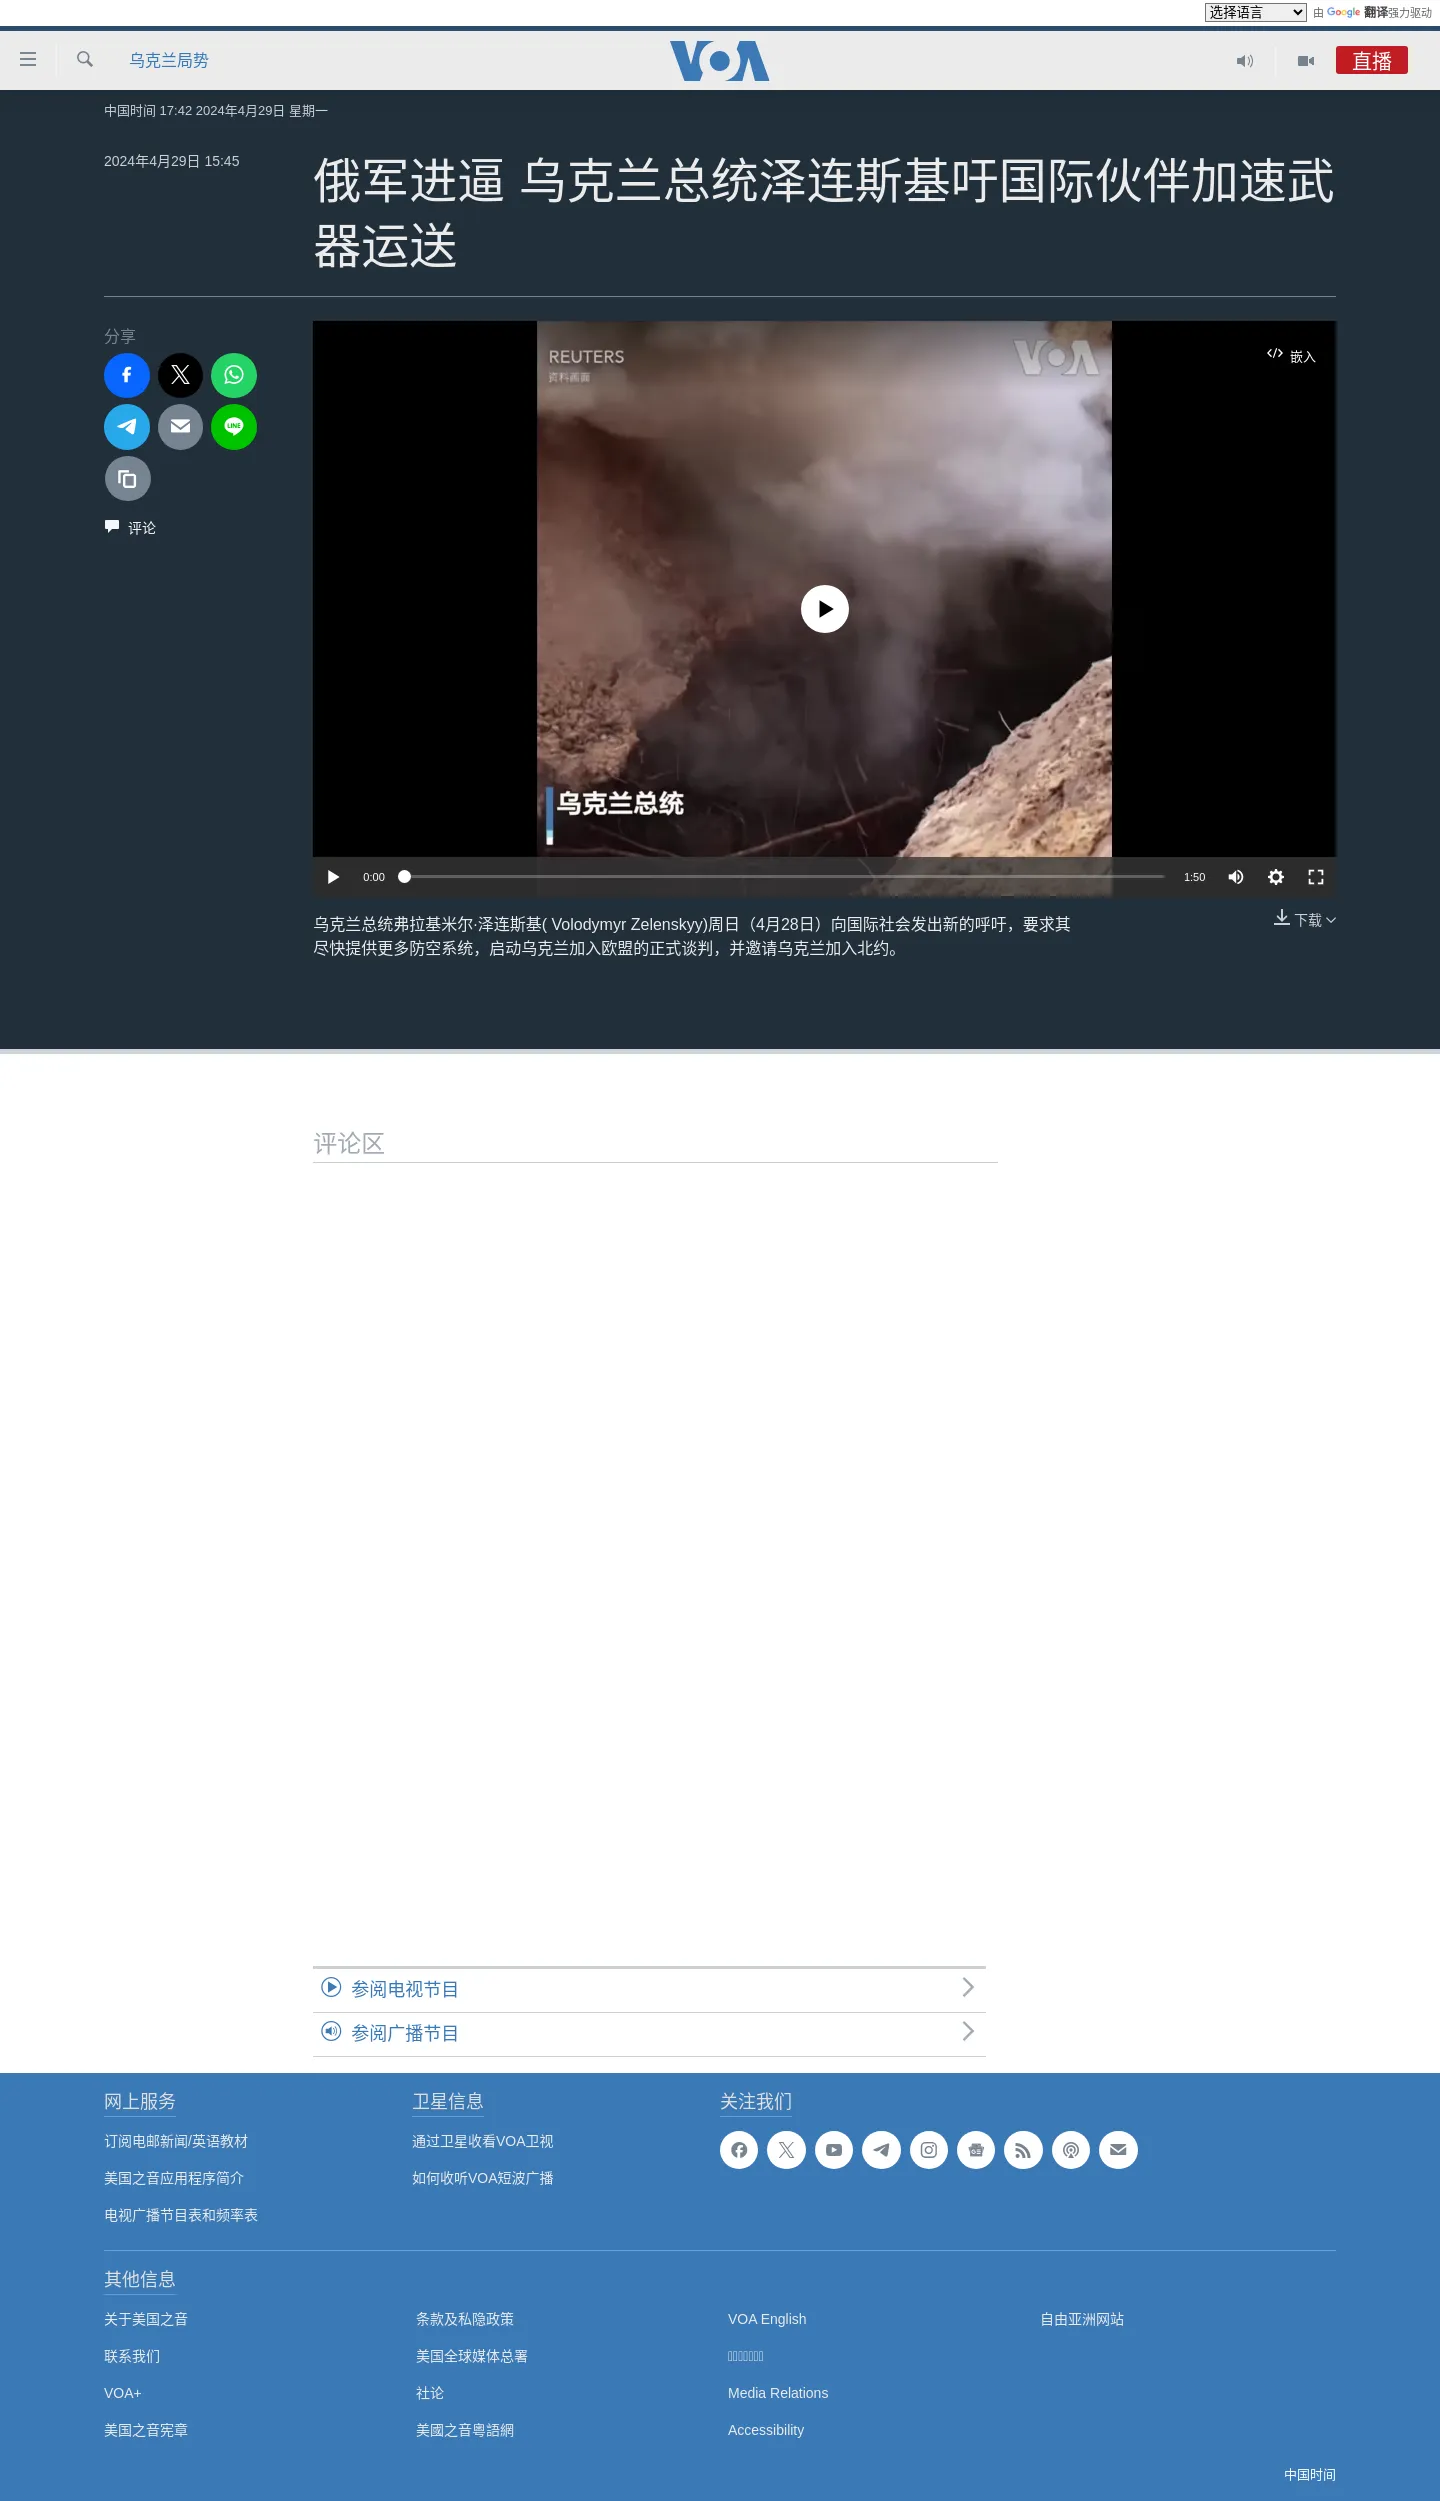 选择语言
由 Google 翻译强力驱动
乌克兰局势
VOA
直播
中国时间 17:42 2024年4月29日 星期一
2024年4月29日 15:45
俄军进逼 乌克兰总统泽连斯基吁国际伙伴加速武
器运送
分享
LINE
评论
REUTERS
资料画面
VOA
嵌入
乌克兰总统
0:00
1:50
乌克兰总统弗拉基米尔·泽连斯基( Volodymyr Zelenskyy)周日（4月28日）向国际社会发出新的呼吁，要求其
尽快提供更多防空系统，启动乌克兰加入欧盟的正式谈判，并邀请乌克兰加入北约。
下载
评论区
参阅电视节目
参阅广播节目
网上服务
订阅电邮新闻/英语教材
美国之音应用程序简介
电视广播节目表和频率表
卫星信息
通过卫星收看VOA卫视
如何收听VOA短波广播
关注我们
其他信息
关于美国之音
联系我们
VOA+
美国之音宪章
条款及私隐政策
美国全球媒体总署
社论
美國之音粵語網
VOA English
Media Relations
Accessibility
自由亚洲网站
中国时间